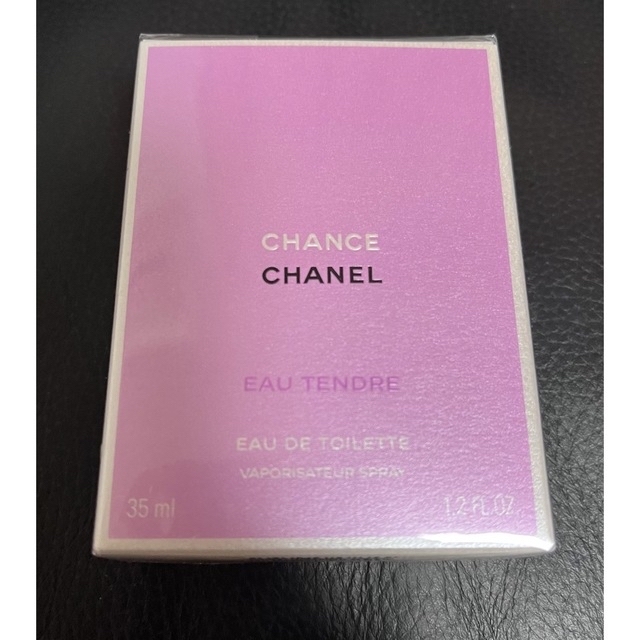 CHANCE
CHANEL
EAU TENDRE
EAU DE TOILETTE
VAPORISATEUR SPRAY
35 ml 1.2 FL.OZ.